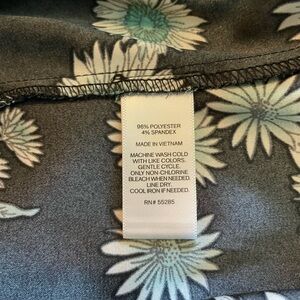 96% POLYESTER
4% SPANDEX
MADE IN VIETNAM
MACHINE WASH COLD
WITH LIKE COLORS.
GENTLE CYCLE.
ONLY NON-CHLORINE
BLEACH WHEN NEEDED.
LINE DRY.
COOL IRON IF NEEDED.
RN# 55285